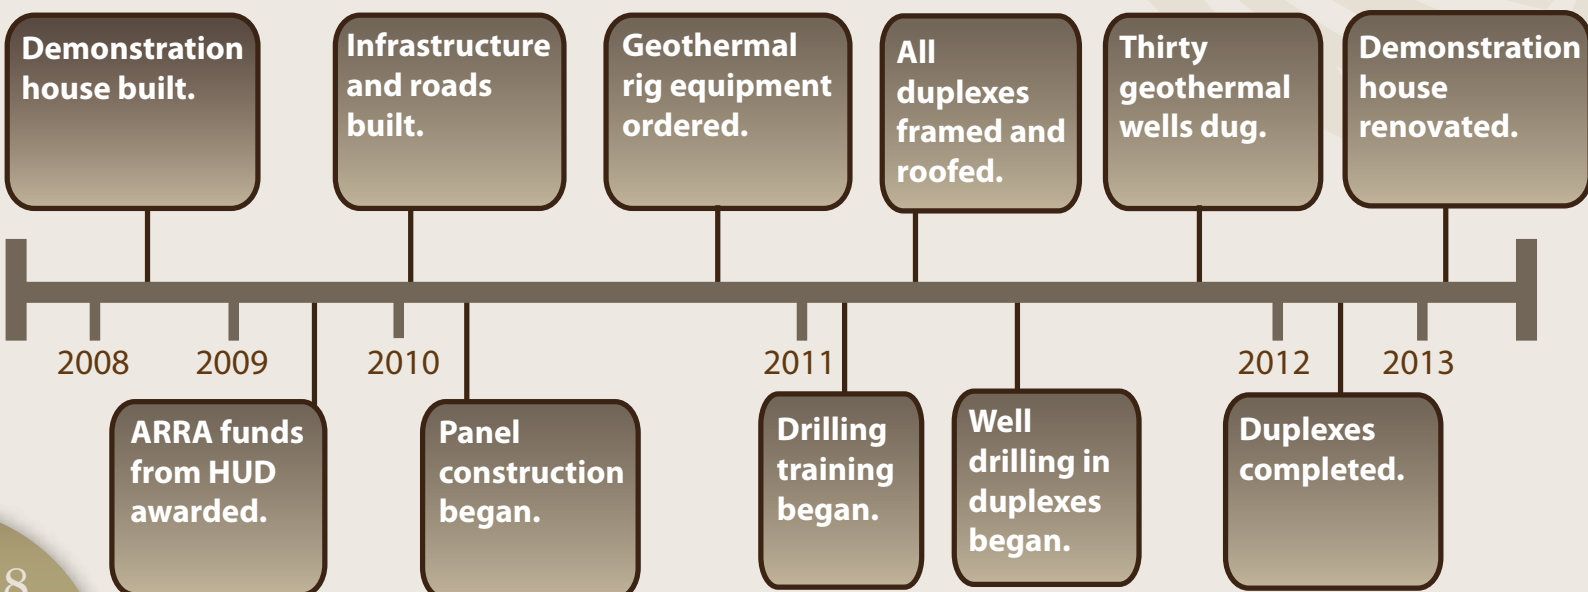 Demonstration
house built.
Infrastructure
and roads
built.
Geothermal
rig equipment
ordered.
All
duplexes
framed and
roofed.
Thirty
geothermal
wells dug.
Demonstration
house
renovated.
2008
2009
2010
2011
2012
2013
ARRA funds
from HUD
awarded.
Panel
construction
began.
Drilling
training
began.
Well
drilling in
duplexes
began.
Duplexes
completed.
8